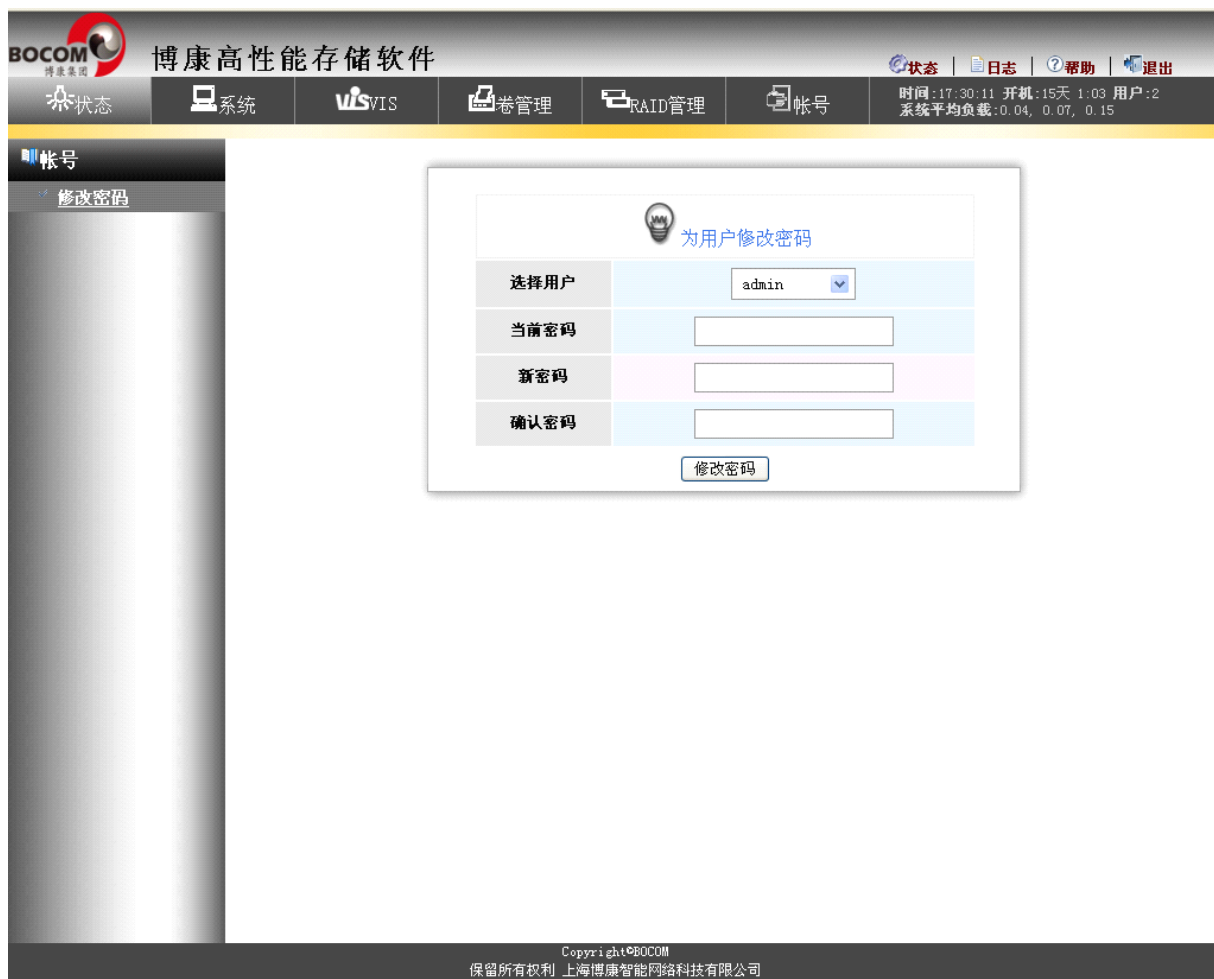 BOCOM
博康集团
博康高性能存储软件
状态 | 日志 | 帮助 | 退出
状态 系统 vis VIS 卷管理 RAID管理 帐号
时间:17:30:11 开机:15天 1:03 用户:2
系统平均负载:0.04, 0.07, 0.15
帐号
修改密码
为用户修改密码
选择用户 admin
当前密码
新密码
确认密码
修改密码
Copyright©BOCOM
保留所有权利 上海博康智能网络科技有限公司